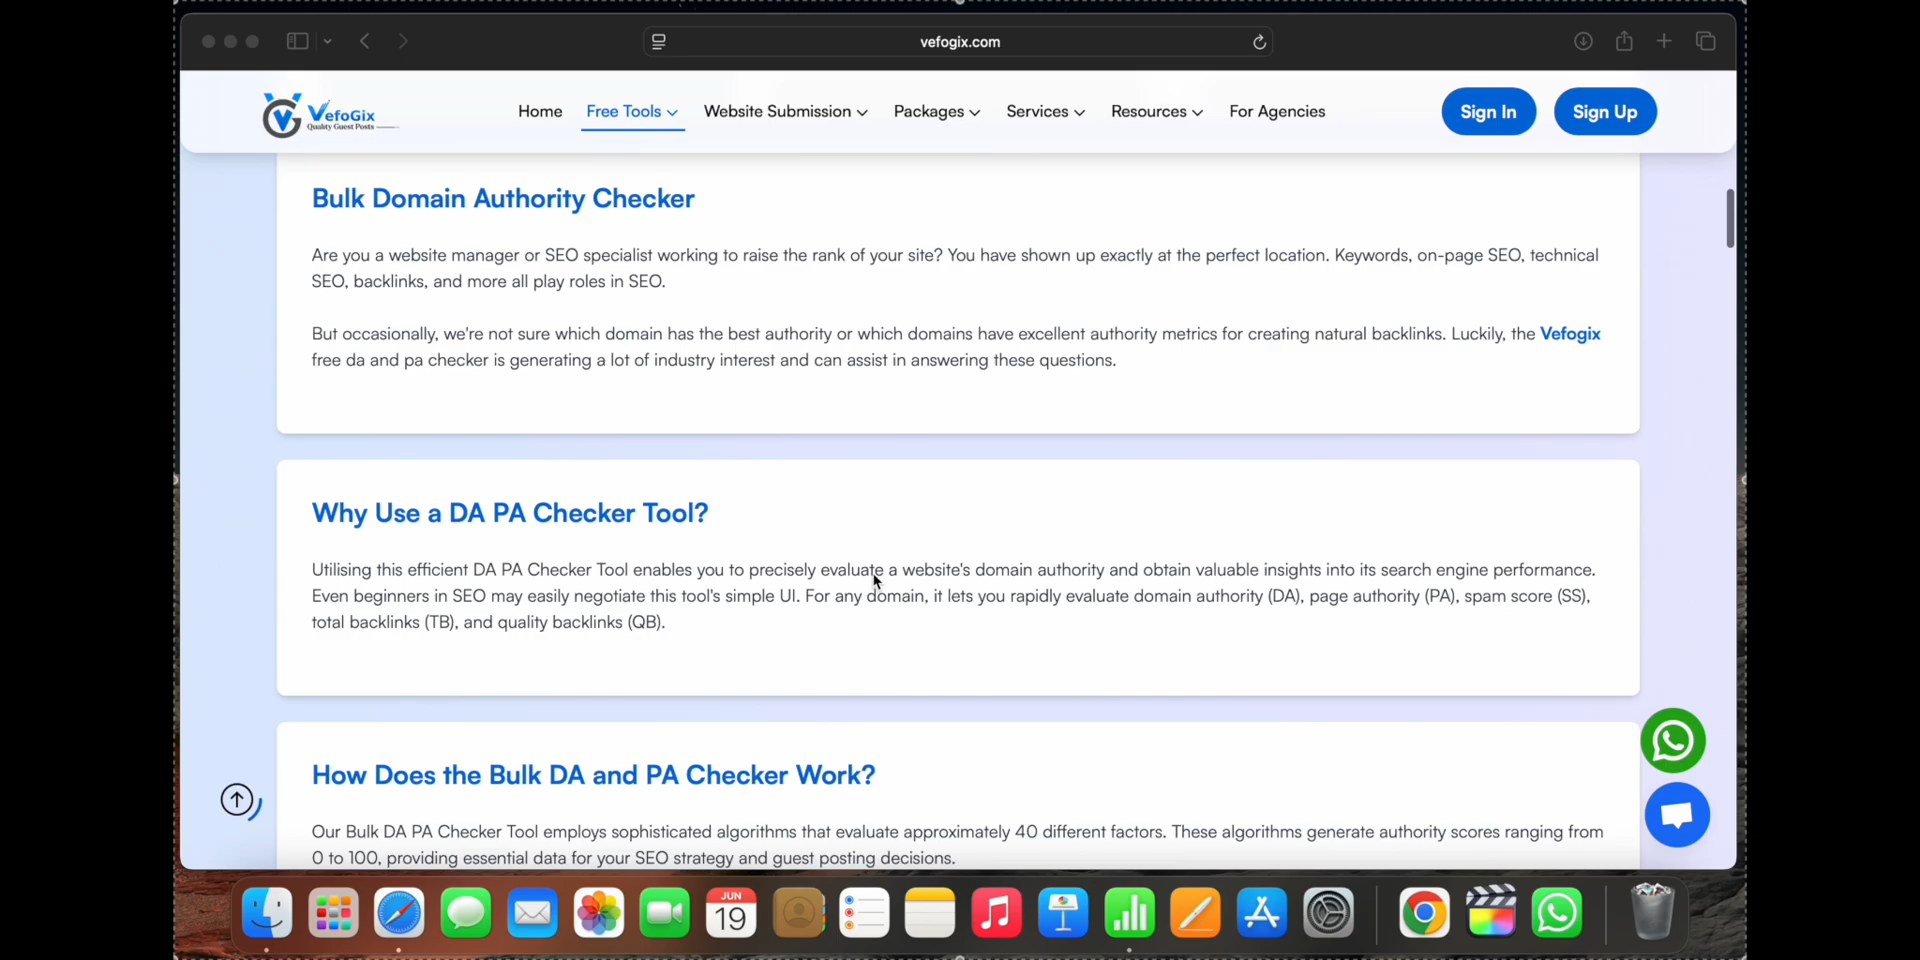 vefogix.com
VefoGix
Quality Guest Posts
Home
Free Tools
Website Submission
Packages
Services
Resources
For Agencies
Sign In
Sign Up
Bulk Domain Authority Checker
Are you a website manager or SEO specialist working to raise the rank of your site? You have shown up exactly at the perfect location. Keywords, on-page SEO, technical
SEO, backlinks, and more all play roles in SEO.
But occasionally, we're not sure which domain has the best authority or which domains have excellent authority metrics for creating natural backlinks. Luckily, the Vefogix
free da and pa checker is generating a lot of industry interest and can assist in answering these questions.
Why Use a DA PA Checker Tool?
Utilising this efficient DA PA Checker Tool enables you to precisely evaluate a website's domain authority and obtain valuable insights into its search engine performance.
Even beginners in SEO may easily negotiate this tool's simple UI. For any domain, it lets you rapidly evaluate domain authority (DA), page authority (PA), spam score (SS),
total backlinks (TB), and quality backlinks (QB).
How Does the Bulk DA and PA Checker Work?
Our Bulk DA PA Checker Tool employs sophisticated algorithms that evaluate approximately 40 different factors. These algorithms generate authority scores ranging from
0 to 100, providing essential data for your SEO strategy and guest posting decisions.
JUN
19